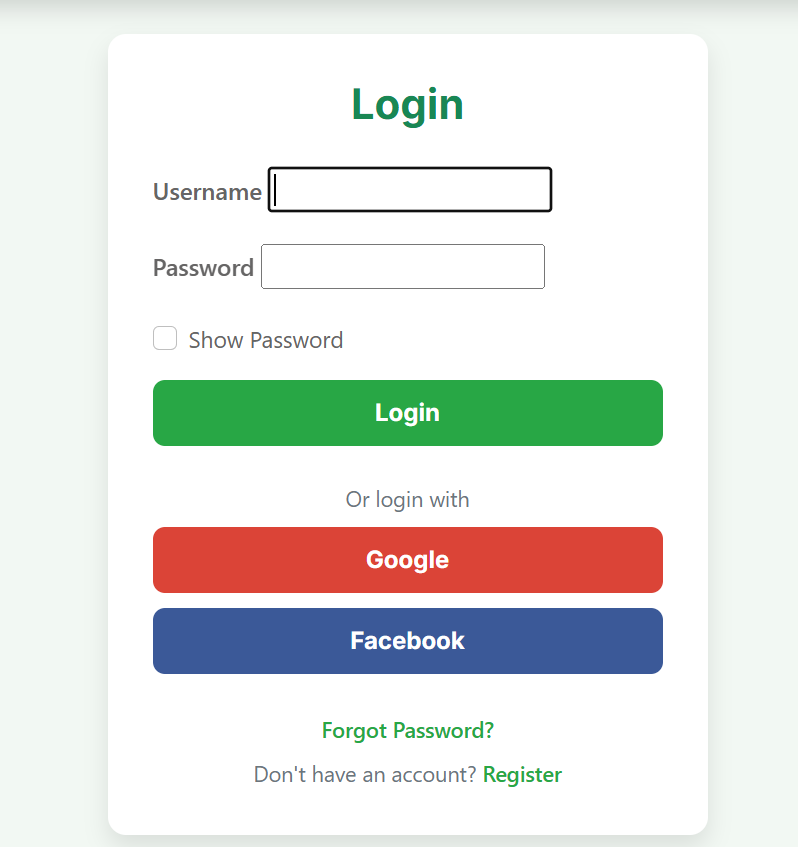 Login
Username
Password
Show Password
Login
Or login with
Google
Facebook
Forgot Password?
Don't have an account? Register